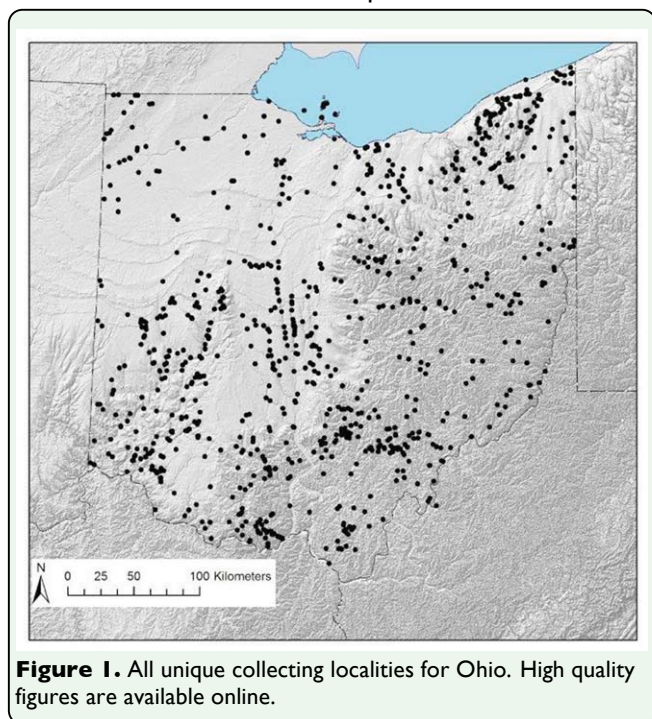 N
0 25 50 100 Kilometers
Figure 1. All unique collecting localities for Ohio. High quality
figures are available online.